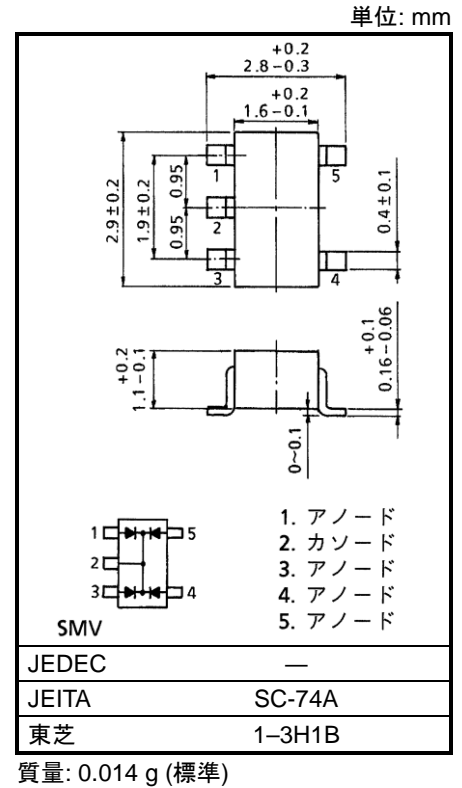 単位: mm
+0.2
2.8−0.3
+0.2
1.6−0.1
1
2
3
5
4
2.9±0.2
1.9±0.2
0.95
0.95
0.4±0.1
+0.2
1.1−0.1
+0.1
0.16−0.06
0~0.1
1
2
3
5
4
SMV
1. アノード
2. カソード
3. アノード
4. アノード
5. アノード
JEDEC —
JEITA SC-74A
東芝 1–3H1B
質量: 0.014 g (標準)